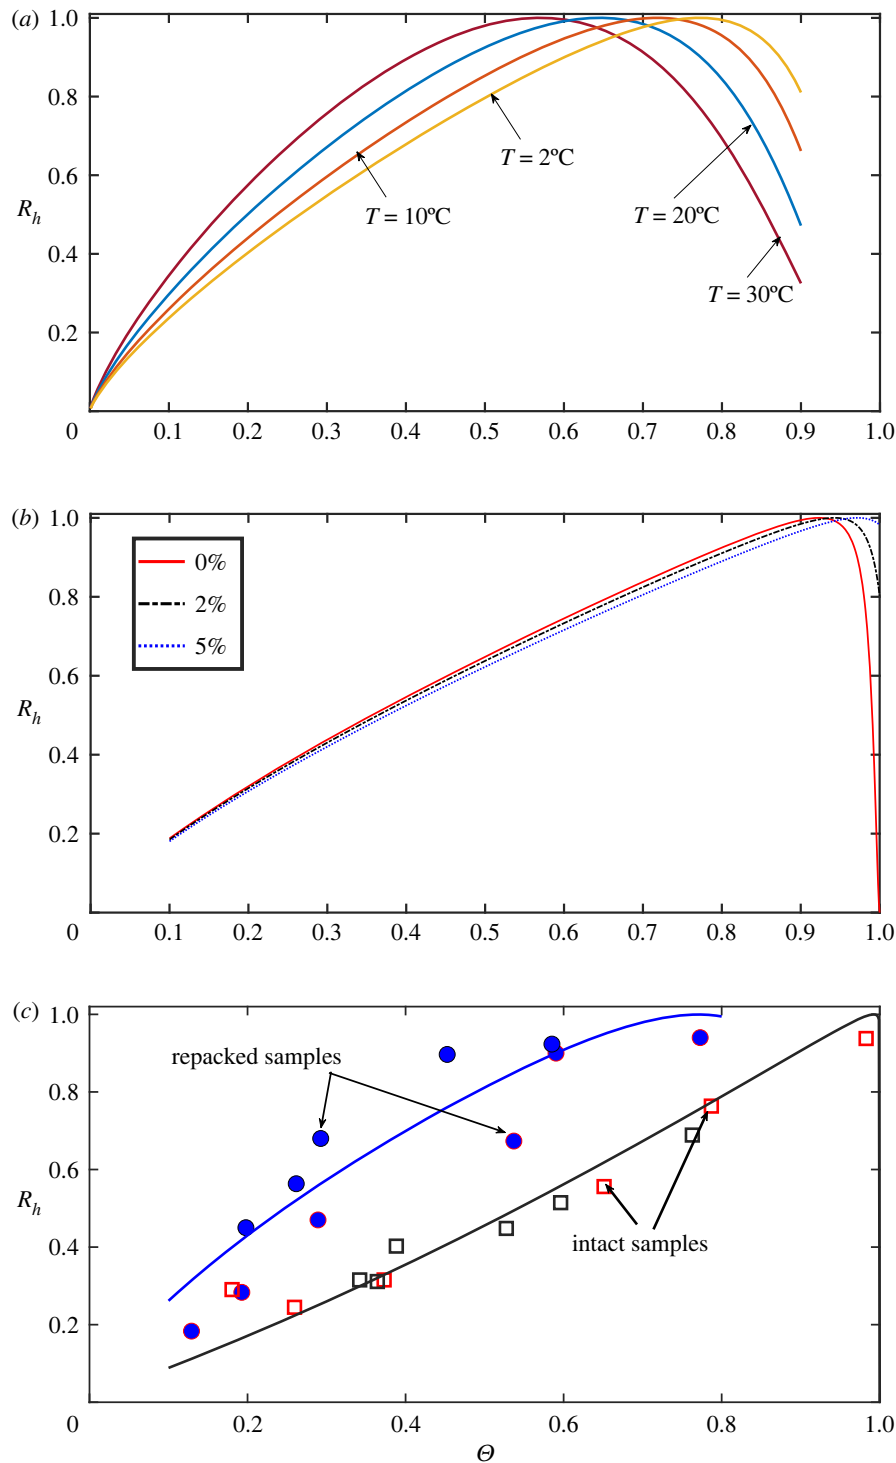 (a)
1.0
0.8
0.6
0.4
0.2
0
R_h
T = 2ºC
T = 10ºC
T = 20ºC
T = 30ºC
0.1 0.2 0.3 0.4 0.5 0.6 0.7 0.8 0.9 1.0
(b)
1.0
0.8
0.6
0.4
0.2
0
R_h
0%
2%
5%
0.1 0.2 0.3 0.4 0.5 0.6 0.7 0.8 0.9 1.0
(c)
1.0
0.8
0.6
0.4
0.2
0
R_h
repacked samples
intact samples
0.2 0.4 0.6 0.8 1.0
Θ